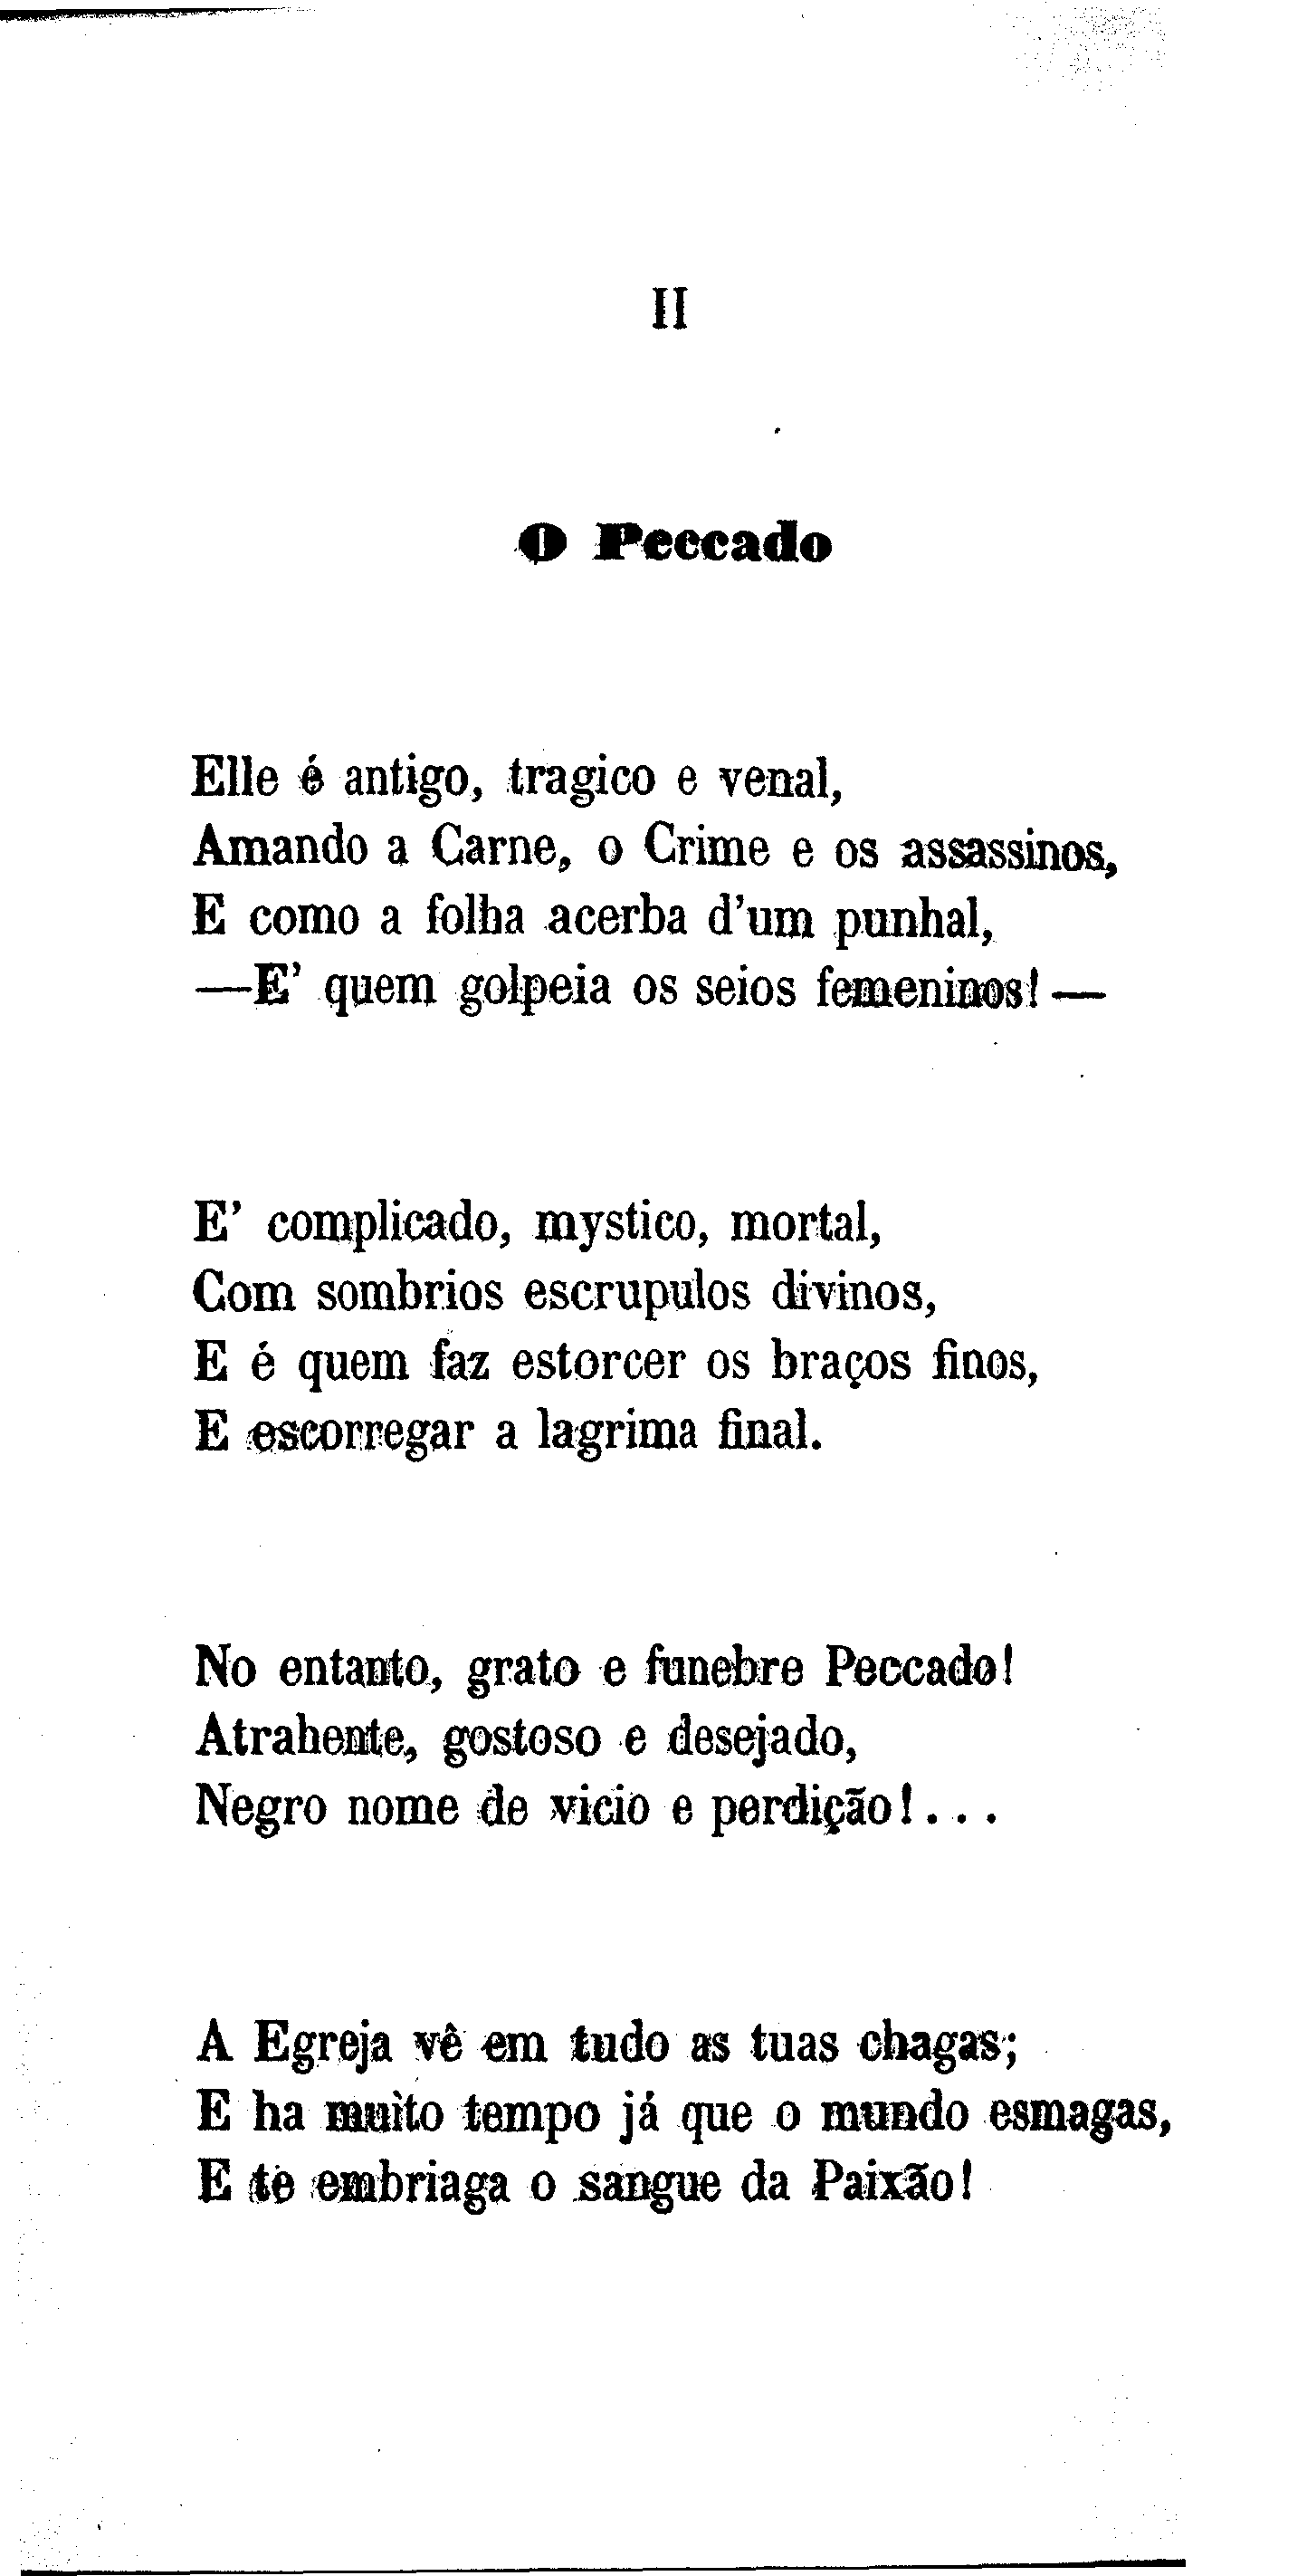 II
O Peccado
Elle é antigo, tragico e venal,
Amando a Carne, o Crime e os assassinos,
E como a folha acerba d'um punhal,
—E' quem golpeia os seios femeninos! —
E' complicado, mystico, mortal,
Com sombrios escrupulos divinos,
E é quem faz estorcer os braços finos,
E escorregar a lagrima final.
No entanto, grato e funebre Peccado!
Atrahente, gostoso e desejado,
Negro nome de vicio e perdição!...
A Egreja vê em tudo as tuas chagas;
E ha muito tempo já que o mundo esmagas,
E te embriaga o sangue da Paixão!